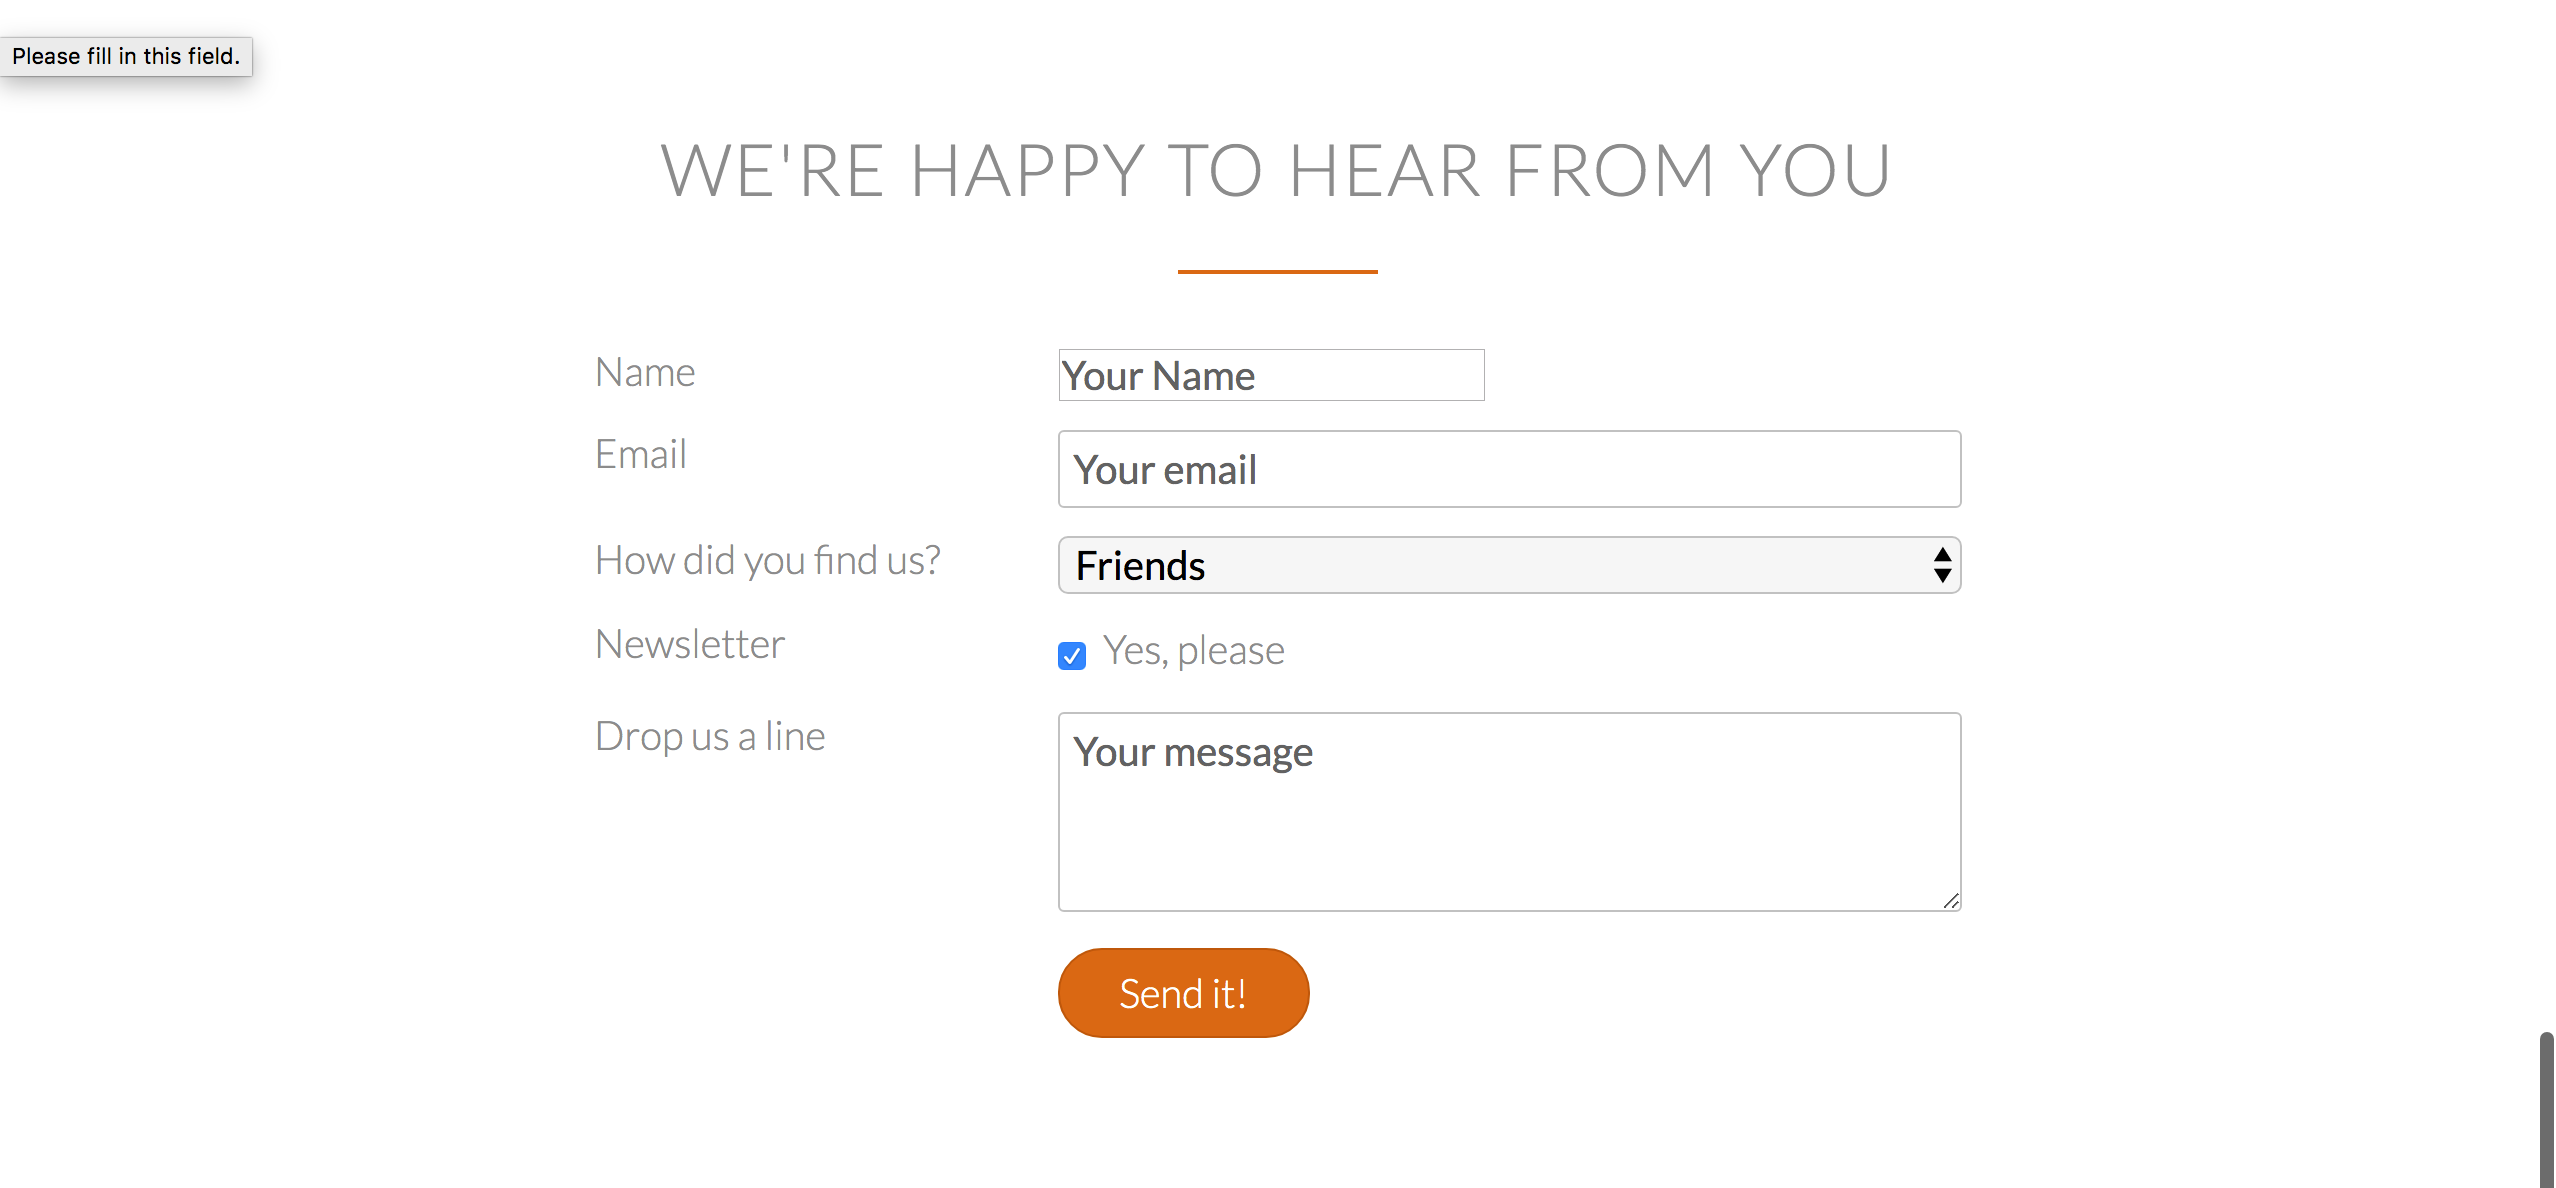 Please fill in this field.
WE'RE HAPPY TO HEAR FROM YOU
Name
Your Name
Email
Your email
How did you find us?
Friends
Newsletter
Yes, please
Drop us a line
Your message
Send it!